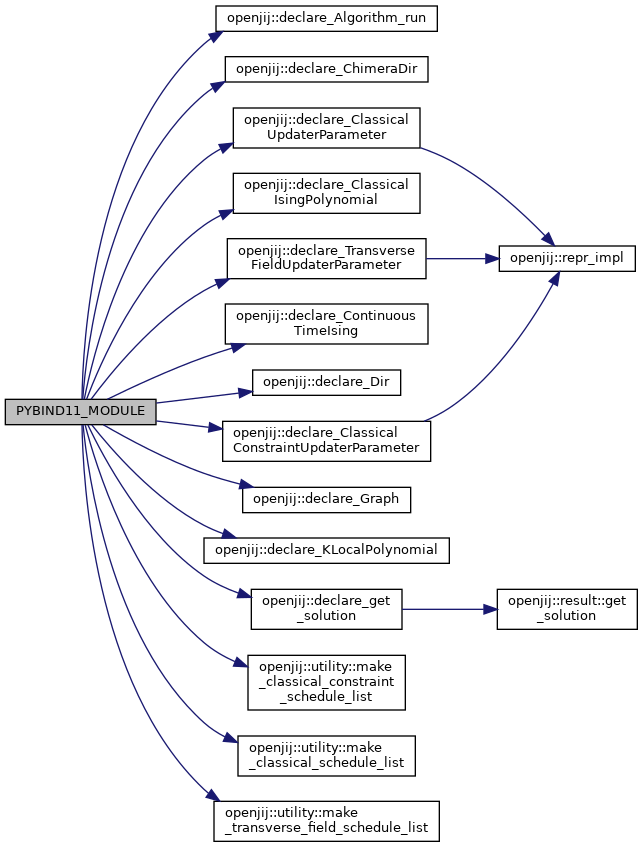 openjij::declare_Algorithm_run
openjij::declare_ChimeraDir
openjij::declare_Classical
UpdaterParameter
openjij::declare_Classical
IsingPolynomial
openjij::declare_Transverse
FieldUpdaterParameter
openjij::repr_impl
openjij::declare_Continuous
TimeIsing
openjij::declare_Dir
PYBIND11_MODULE
openjij::declare_Classical
ConstraintUpdaterParameter
openjij::declare_Graph
openjij::declare_KLocalPolynomial
openjij::declare_get
_solution
openjij::result::get
_solution
openjij::utility::make
_classical_constraint
_schedule_list
openjij::utility::make
_classical_schedule_list
openjij::utility::make
_transverse_field_schedule_list